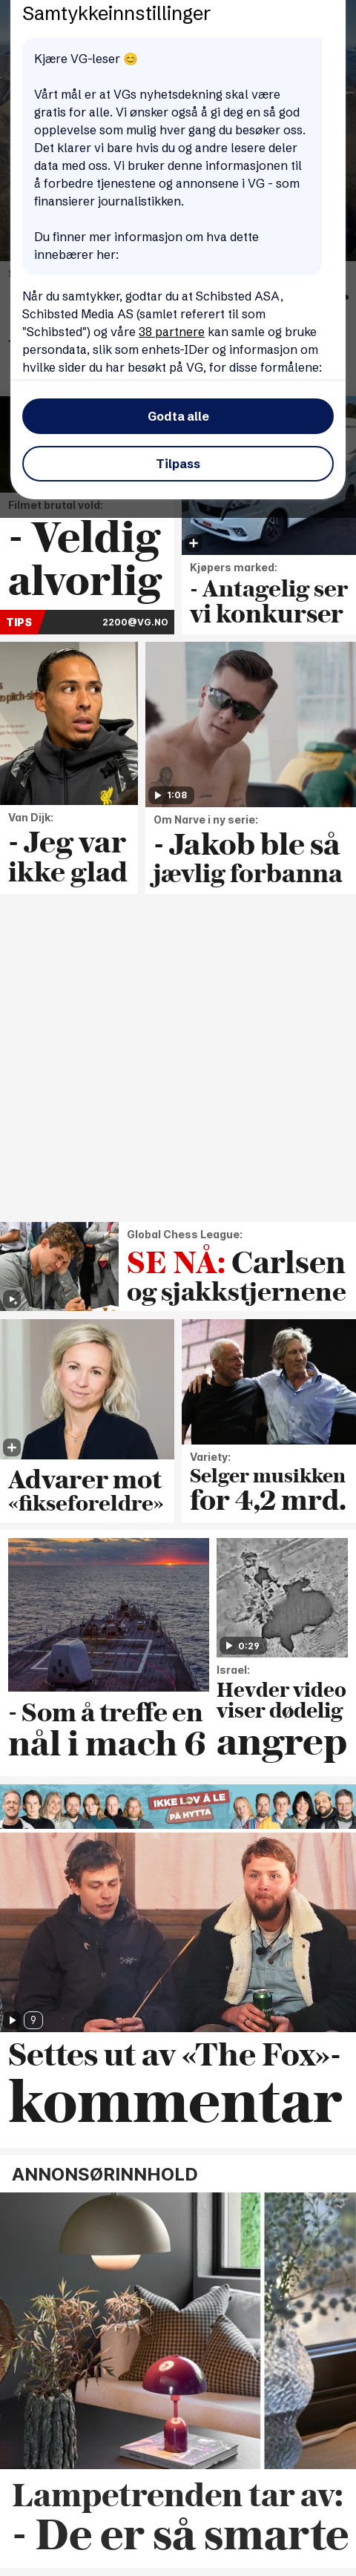 Samtykkeinnstillinger
Kjære VG-leser 😊
Vårt mål er at VGs nyhetsdekning skal være
gratis for alle. Vi ønsker også å gi deg en så god
opplevelse som mulig hver gang du besøker oss.
Det klarer vi bare hvis du og andre lesere deler
data med oss. Vi bruker denne informasjonen til
å forbedre tjenestene og annonsene i VG - som
finansierer journalistikken.
Du finner mer informasjon om hva dette
innebærer her:
Når du samtykker, godtar du at Schibsted ASA,
Schibsted Media AS (samlet referert til som
"Schibsted") og våre 38 partnere kan samle og bruke
persondata, slik som enhets-IDer og informasjon om
hvilke sider du har besøkt på VG, for disse formålene:
Godta alle
Tilpass
Filmet brutal vold:
- Veldig
alvorlig
TIPS 2200@VG.NO
Kjøpers marked:
- Antagelig ser
vi konkurser
Van Dijk:
- Jeg var
ikke glad
1:08
Om Narve i ny serie:
- Jakob ble så
jævlig forbanna
Global Chess League:
SE NÅ: Carlsen
og sjakkstjernene
Advarer mot
«fikseforeldre»
Variety:
Selger musikken
for 4,2 mrd.
- Som å treffe en
nål i mach 6
0:29
Israel:
Hevder video
viser dødelig
angrep
IKKE LOV Å LE
PÅ HYTTA
9
Settes ut av «The Fox»-
kommentar
ANNONSØRINNHOLD
Lampetrenden tar av:
- De er så smarte